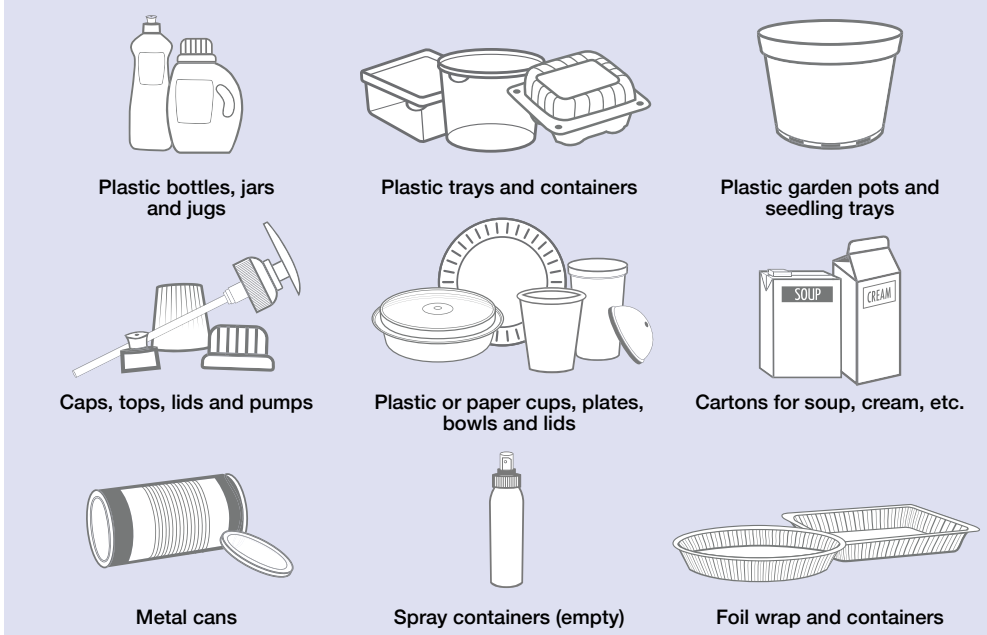 Plastic bottles, jars
and jugs
Plastic trays and containers
Plastic garden pots and
seedling trays
SOUP
CREAM
Caps, tops, lids and pumps
Plastic or paper cups, plates,
bowls and lids
Cartons for soup, cream, etc.
Metal cans
Spray containers (empty)
Foil wrap and containers